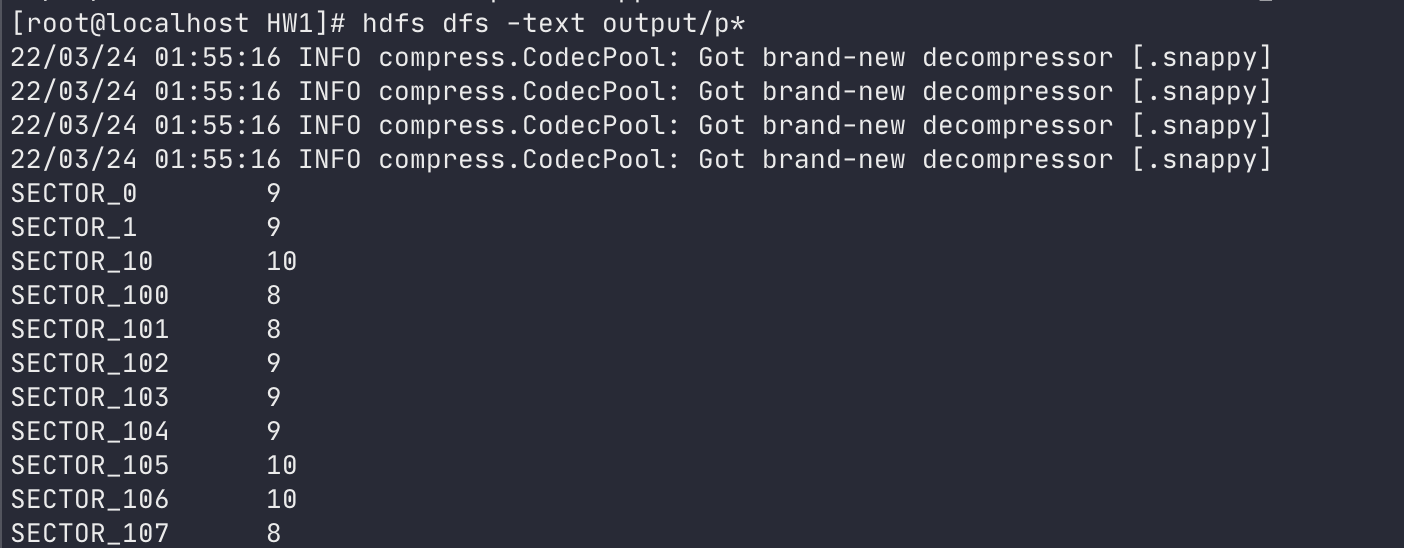 [root@localhost HW1]# hdfs dfs -text output/p*
22/03/24 01:55:16 INFO compress.CodecPool: Got brand-new decompressor [.snappy]
22/03/24 01:55:16 INFO compress.CodecPool: Got brand-new decompressor [.snappy]
22/03/24 01:55:16 INFO compress.CodecPool: Got brand-new decompressor [.snappy]
22/03/24 01:55:16 INFO compress.CodecPool: Got brand-new decompressor [.snappy]
SECTOR_0        9
SECTOR_1        9
SECTOR_10       10
SECTOR_100      8
SECTOR_101      8
SECTOR_102      9
SECTOR_103      9
SECTOR_104      9
SECTOR_105      10
SECTOR_106      10
SECTOR_107      8